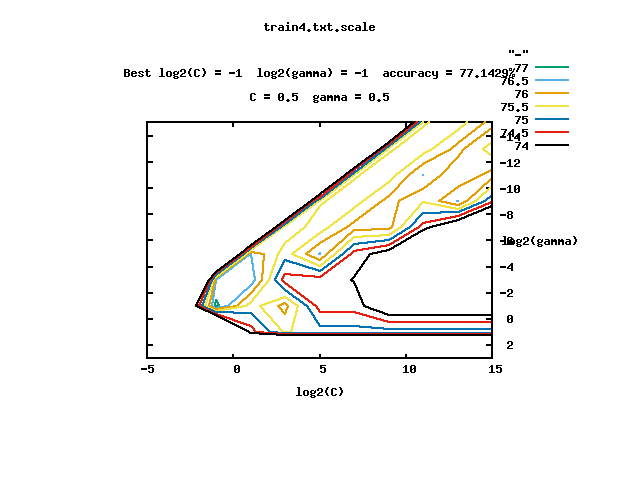 train4.txt.scale
"-"
Best log2(C) = -1  log2(gamma) = -1  accuracy = 77.1429%
77
76.5
C = 0.5  gamma = 0.5
76
75.5
75
74.5
74
-14
-12
-10
-8
-6
log2(gamma)
-4
-2
0
2
-5 0 5 10 15
log2(C)